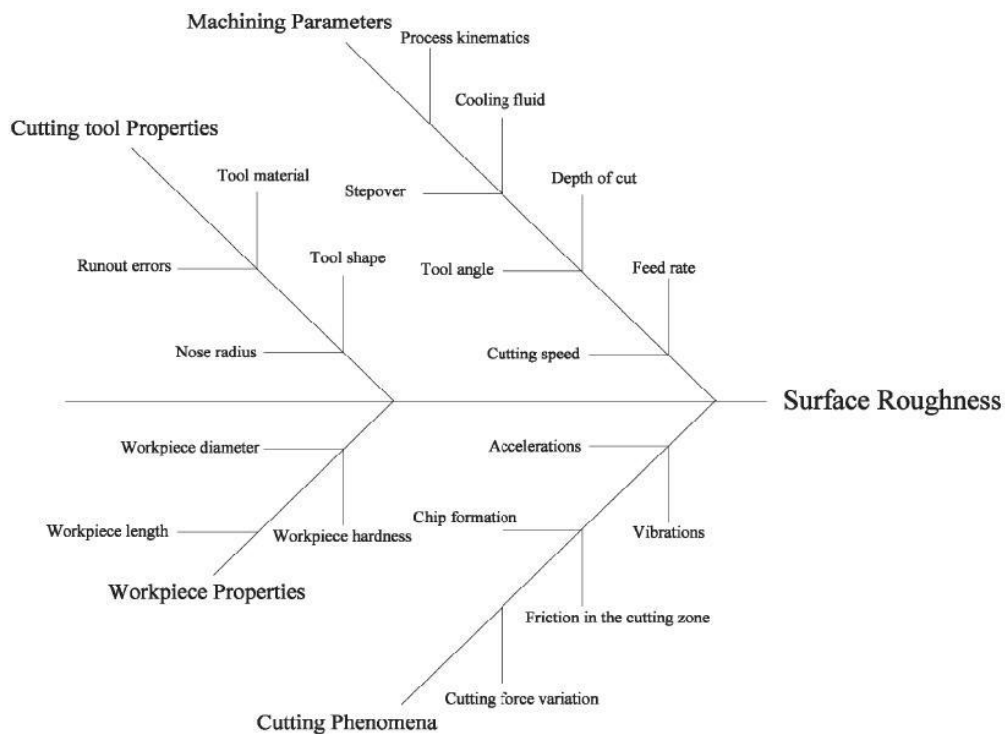 Machining Parameters
Process kinematics
Cooling fluid
Cutting tool Properties
Tool material
Stepover
Depth of cut
Runout errors
Tool shape
Tool angle
Feed rate
Nose radius
Cutting speed
Surface Roughness
Workpiece diameter
Accelerations
Chip formation
Workpiece length
Workpiece hardness
Vibrations
Workpiece Properties
Friction in the cutting zone
Cutting force variation
Cutting Phenomena